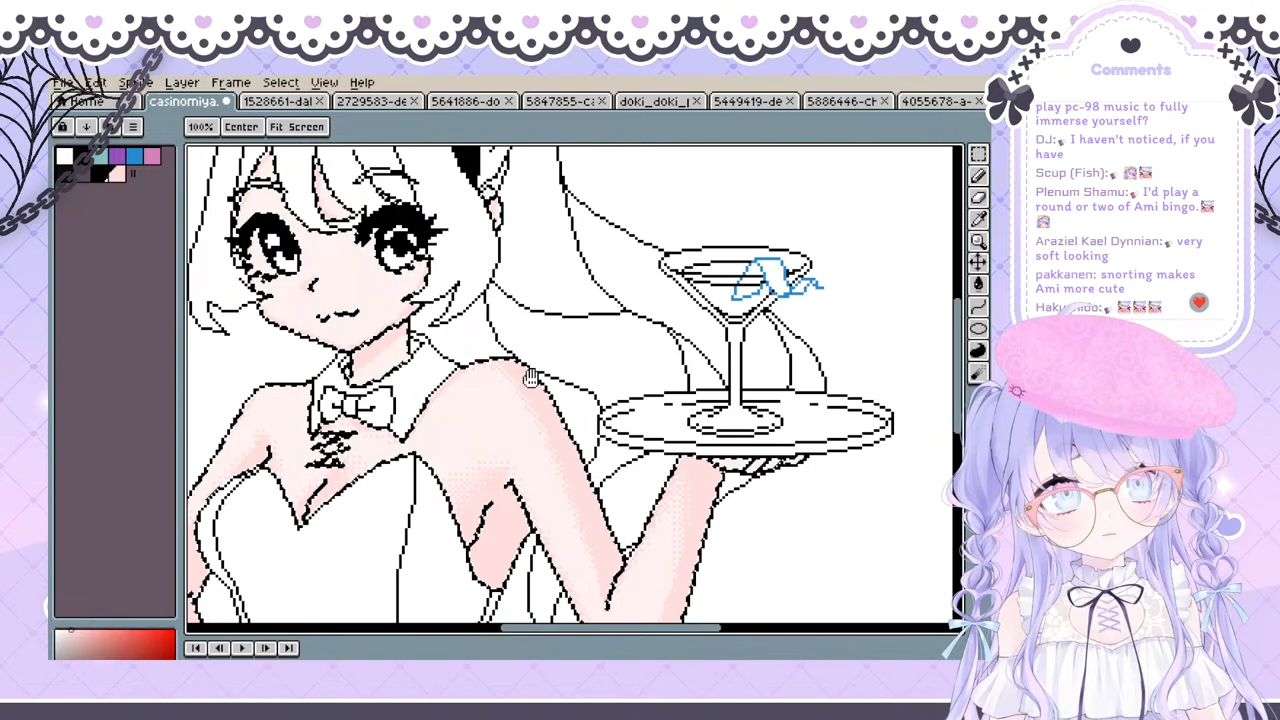 File Edit Sprite Layer Frame Select View Help
Home casinomiya. 1528661-dal 2729583-de 5641886-do 5847855-c doki_doki_ 5449419-de 5886446-ch 4055678-a-
100% Center Fit Screen
Comments
play pc-98 music to fully
immerse yourself?
DJ: I haven't noticed, if you
have
Scup (Fish):
Plenum Shamu: I'd play a
round or two of Ami bingo.
Araziel Kael Dynnian: very
soft looking
pakkanen: snorting makes
Ami more cute